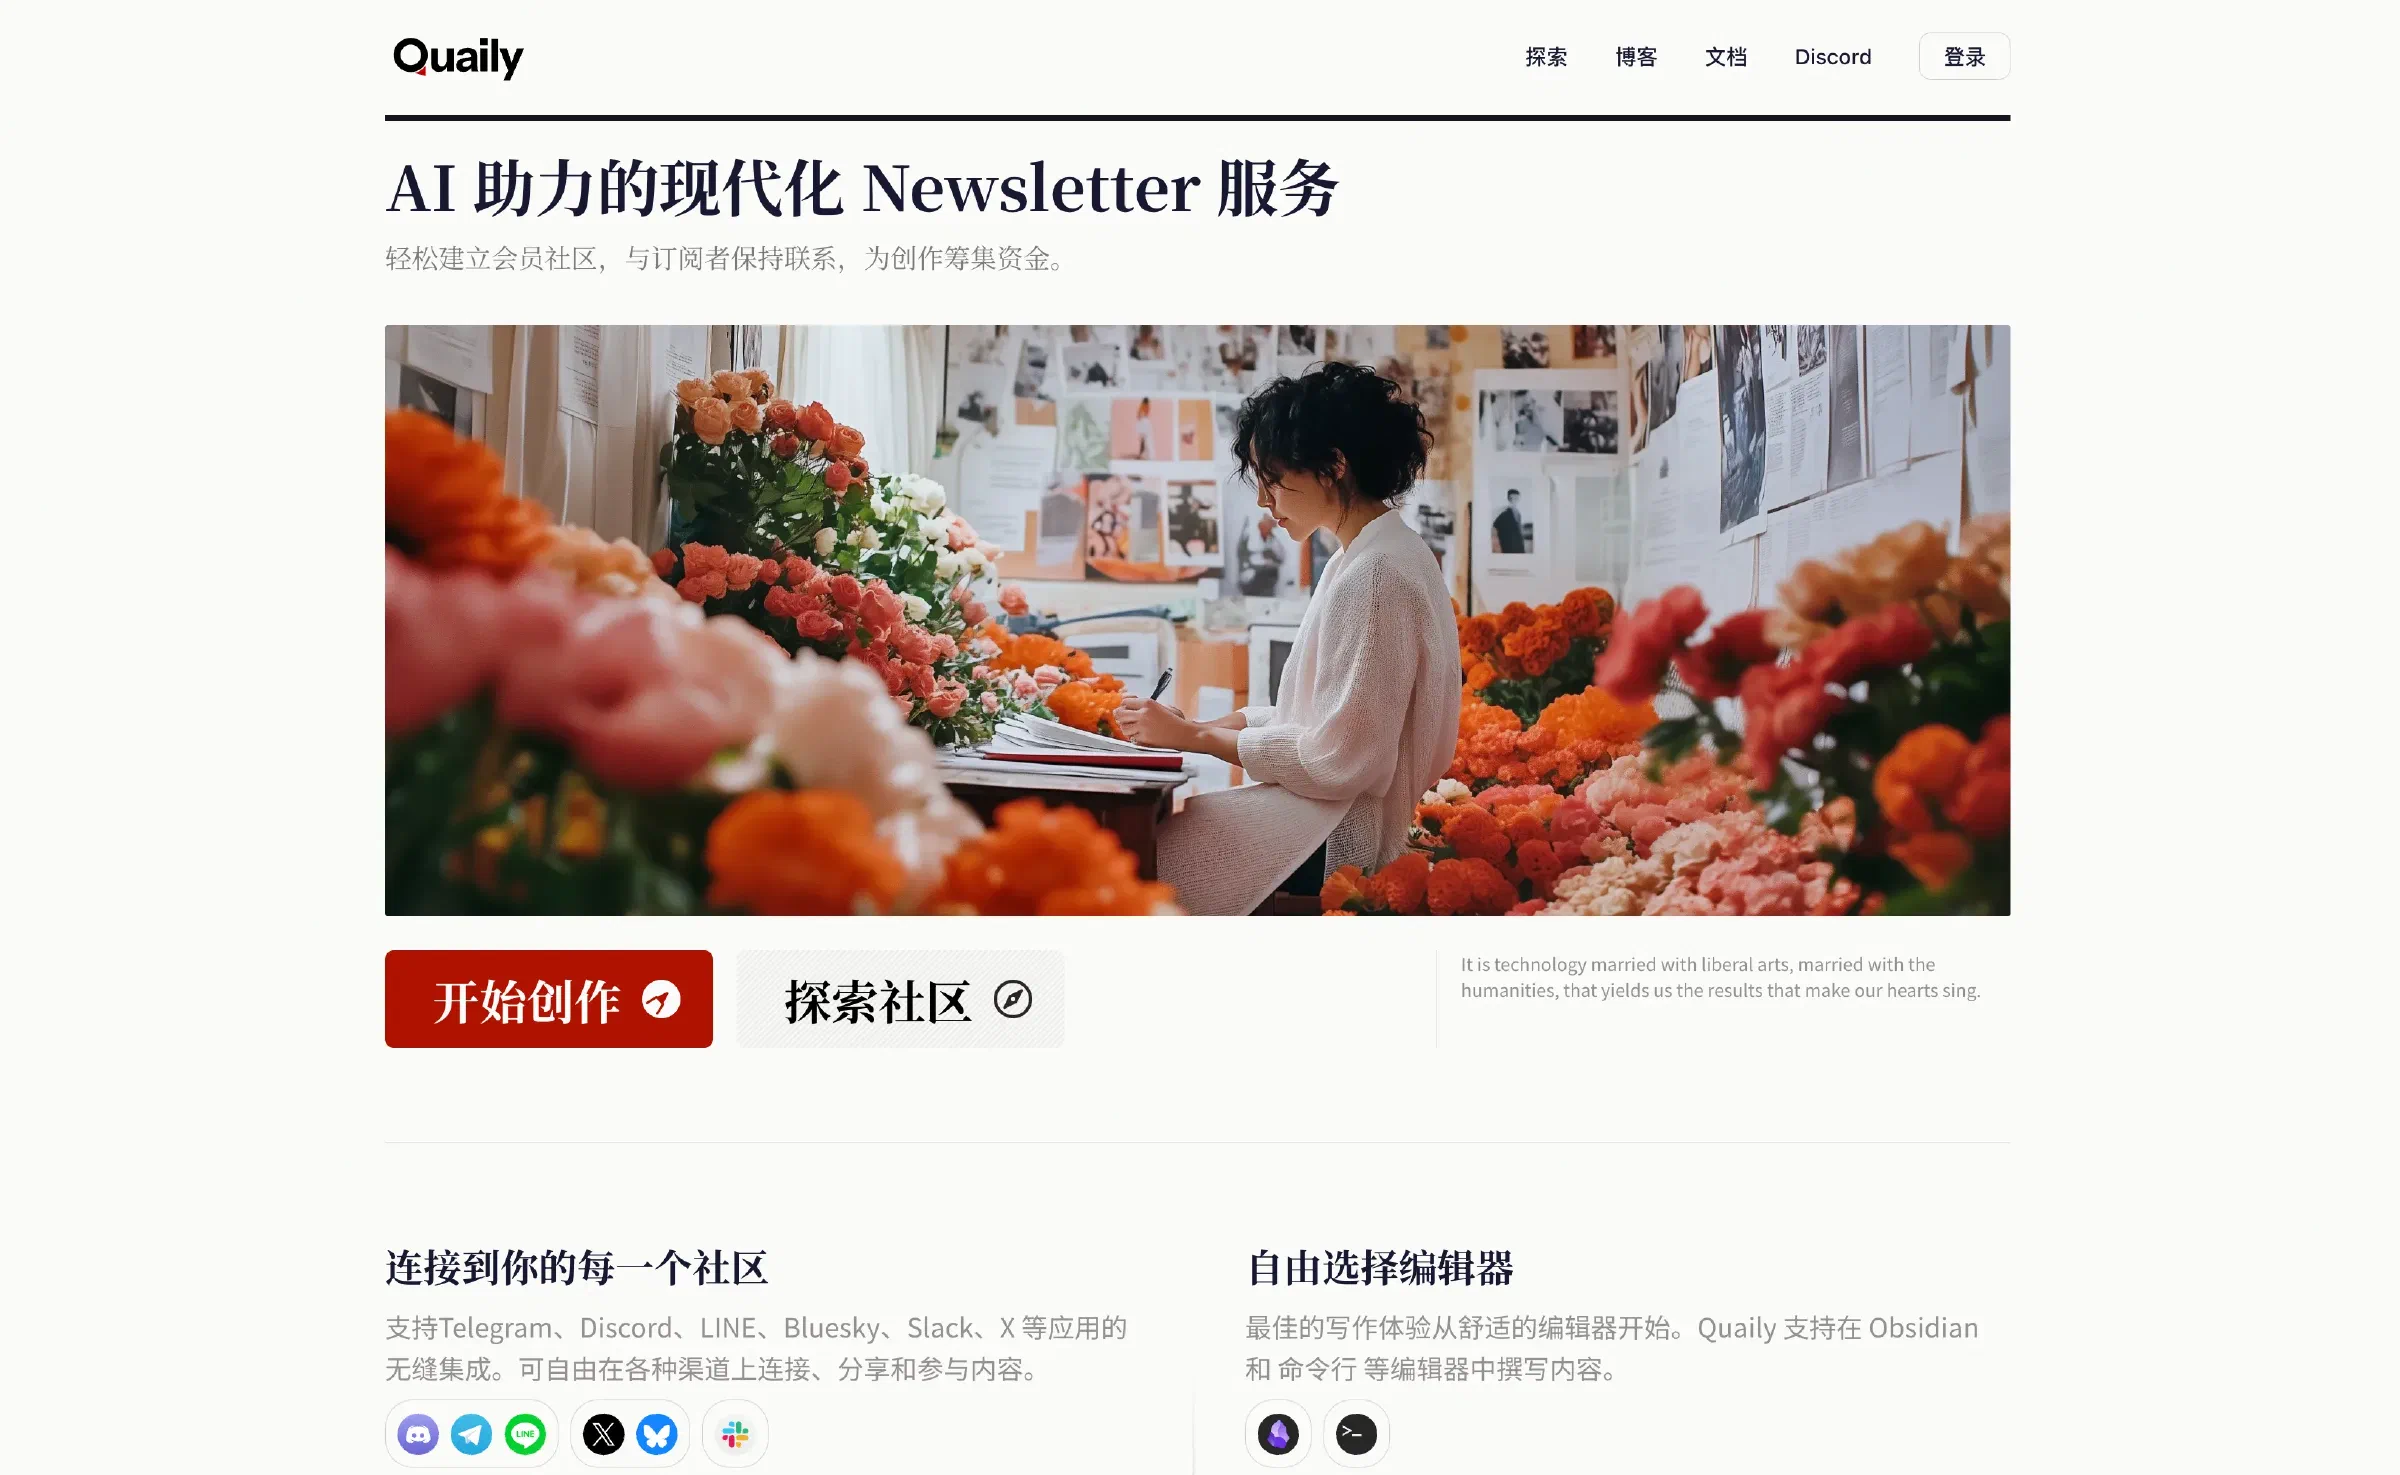 Quaily
探索
博客
文档
Discord
登录
AI 助力的现代化 Newsletter 服务
轻松建立会员社区，与订阅者保持联系，为创作筹集资金。
开始创作
探索社区
It is technology married with liberal arts, married with the
humanities, that yields us the results that make our hearts sing.
连接到你的每一个社区
支持Telegram、Discord、LINE、Bluesky、Slack、X 等应用的
无缝集成。可自由在各种渠道上连接、分享和参与内容。
LINE
自由选择编辑器
最佳的写作体验从舒适的编辑器开始。Quaily 支持在 Obsidian
和 命令行 等编辑器中撰写内容。